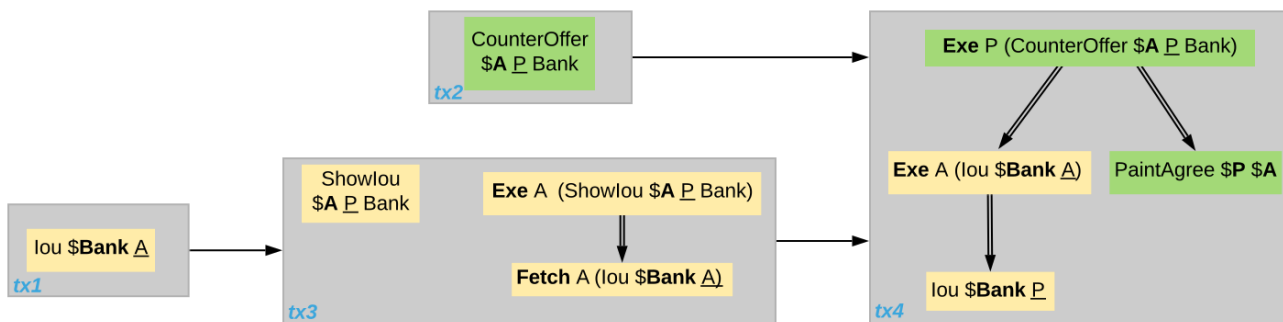 CounterOffer
$A P Bank
tx2
Exe P (CounterOffer $A P Bank)
Exe A (Iou $Bank A)
PaintAgree $P $A
Iou $Bank P
tx4
ShowIou
$A P Bank
Exe A (ShowIou $A P Bank)
Fetch A (Iou $Bank A)
tx3
Iou $Bank A
tx1